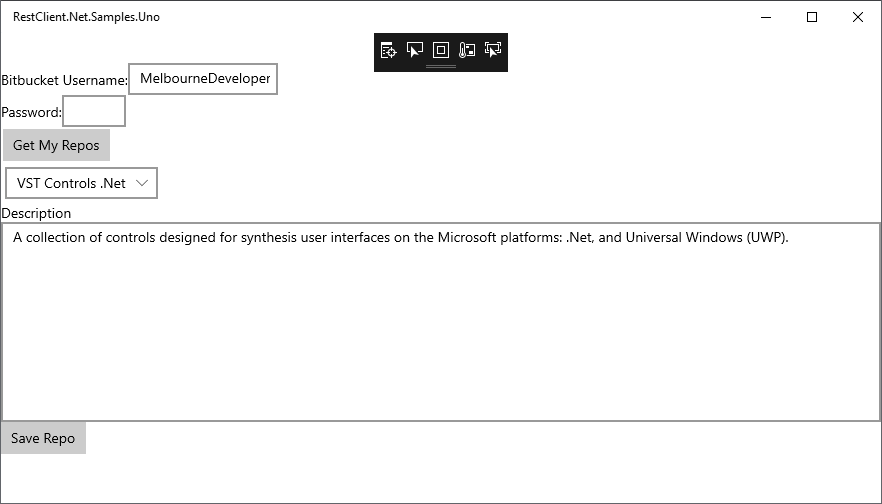 RestClient.Net.Samples.Uno
Bitbucket Username: MelbourneDeveloper
Password:
Get My Repos
VST Controls .Net
Description
A collection of controls designed for synthesis user interfaces on the Microsoft platforms: .Net, and Universal Windows (UWP).
Save Repo